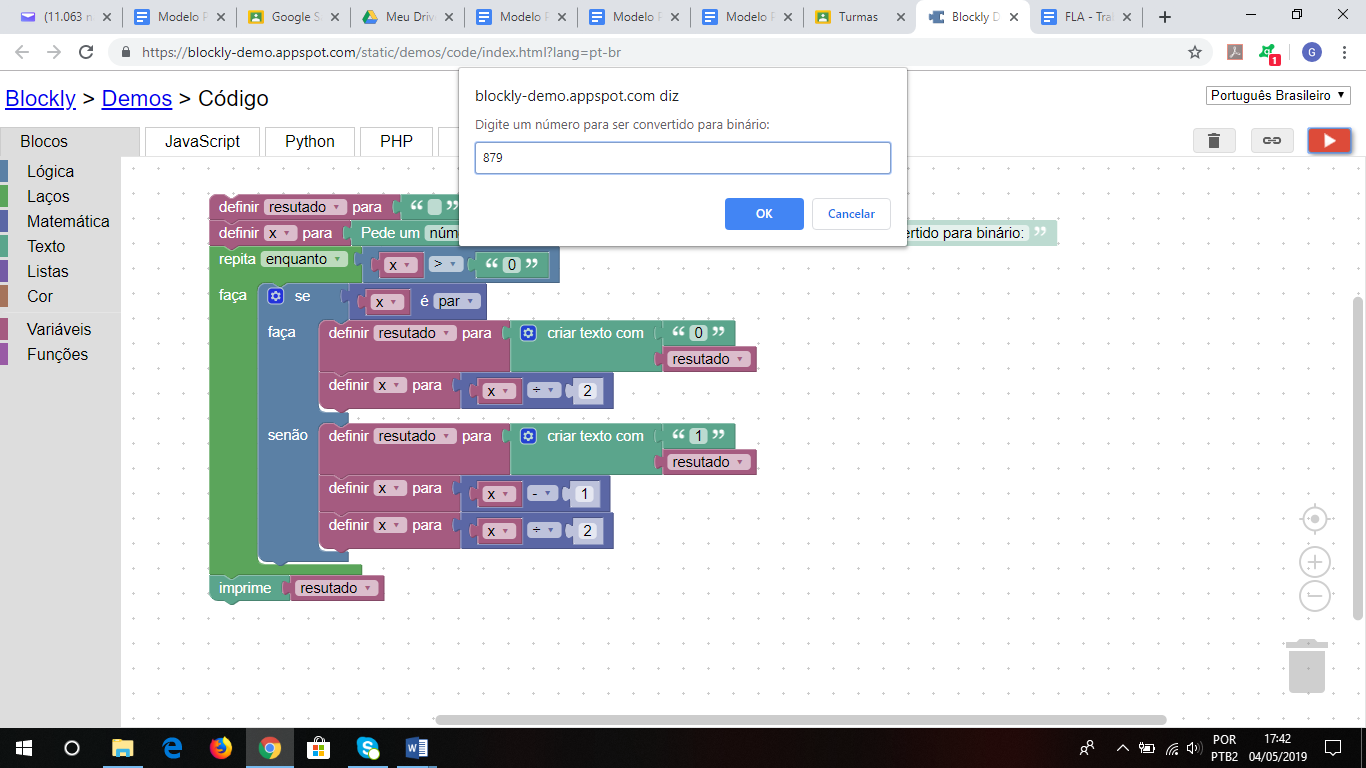 (11.063 n
Modelo P
Google S
Meu Driv
Modelo P
Modelo P
Modelo P
Turmas
Blockly D
FLA - Tra
https://blockly-demo.appspot.com/static/demos/code/index.html?lang=pt-br
1
G
Blockly > Demos > Código
Português Brasileiro
blockly-demo.appspot.com diz
Digite um número para ser convertido para binário:
879
OK
Cancelar
Blocos
JavaScript
Python
PHP
Lógica
Laços
Matemática
Texto
Listas
Cor
Variáveis
Funções
definir resutado para “ ”
definir x para Pede um núm ertido para binário: ”
repita enquanto x > “ 0 ”
faça se x é par
faça definir resutado para criar texto com “ 0 ”
resutado
definir x para x ÷ 2
senão definir resutado para criar texto com “ 1 ”
resutado
definir x para x - 1
definir x para x ÷ 2
imprime resutado
POR
PTB2
17:42
04/05/2019